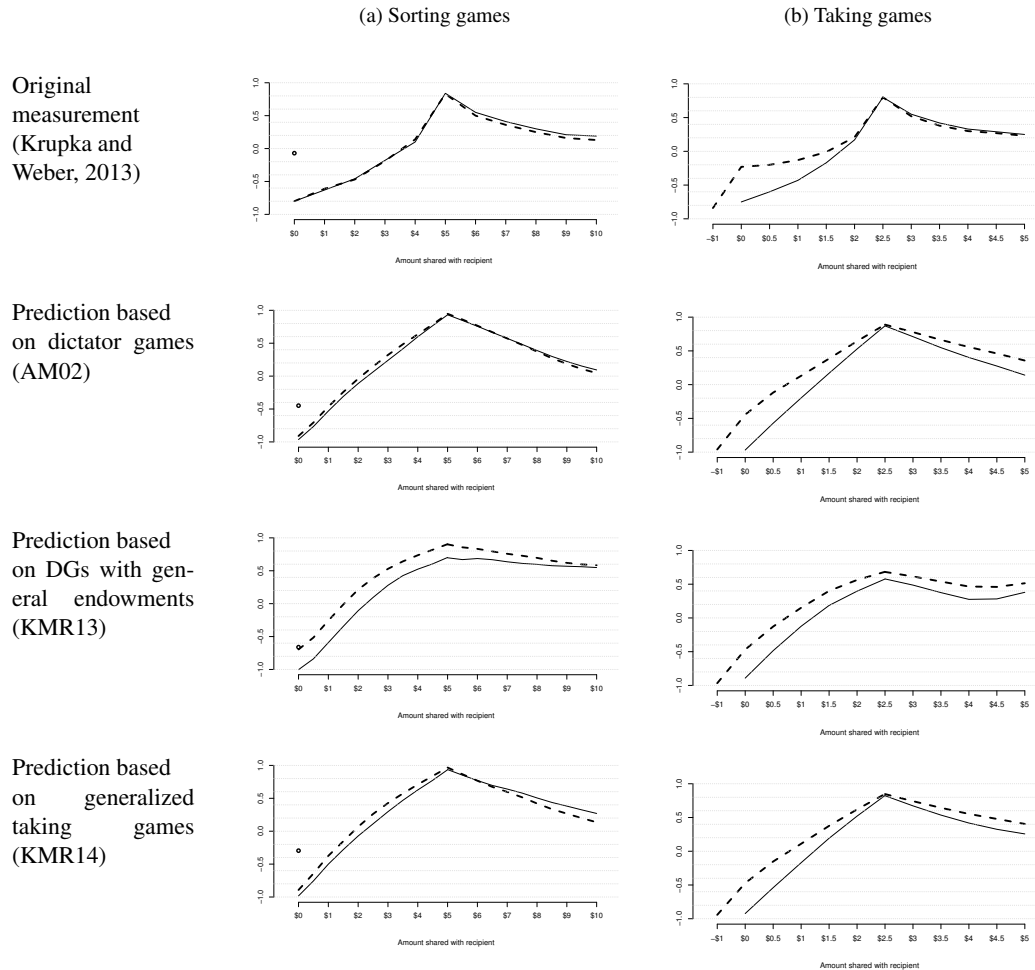 (a) Sorting games
(b) Taking games
Original
measurement
(Krupka and
Weber, 2013)
1.0
0.5
0.0
−0.5
−1.0
$0 $1 $2 $3 $4 $5 $6 $7 $8 $9 $10
Amount shared with recipient
1.0
0.5
0.0
−0.5
−1.0
−$1 $0 $0.5 $1 $1.5 $2 $2.5 $3 $3.5 $4 $4.5 $5
Amount shared with recipient
Prediction based
on dictator games
(AM02)
1.0
0.5
0.0
−0.5
−1.0
$0 $1 $2 $3 $4 $5 $6 $7 $8 $9 $10
Amount shared with recipient
1.0
0.5
0.0
−0.5
−1.0
−$1 $0 $0.5 $1 $1.5 $2 $2.5 $3 $3.5 $4 $4.5 $5
Amount shared with recipient
Prediction based
on DGs with gen-
eral endowments
(KMR13)
1.0
0.5
0.0
−0.5
−1.0
$0 $1 $2 $3 $4 $5 $6 $7 $8 $9 $10
Amount shared with recipient
1.0
0.5
0.0
−0.5
−1.0
−$1 $0 $0.5 $1 $1.5 $2 $2.5 $3 $3.5 $4 $4.5 $5
Amount shared with recipient
Prediction based
on generalized
taking games
(KMR14)
1.0
0.5
0.0
−0.5
−1.0
$0 $1 $2 $3 $4 $5 $6 $7 $8 $9 $10
Amount shared with recipient
1.0
0.5
0.0
−0.5
−1.0
−$1 $0 $0.5 $1 $1.5 $2 $2.5 $3 $3.5 $4 $4.5 $5
Amount shared with recipient